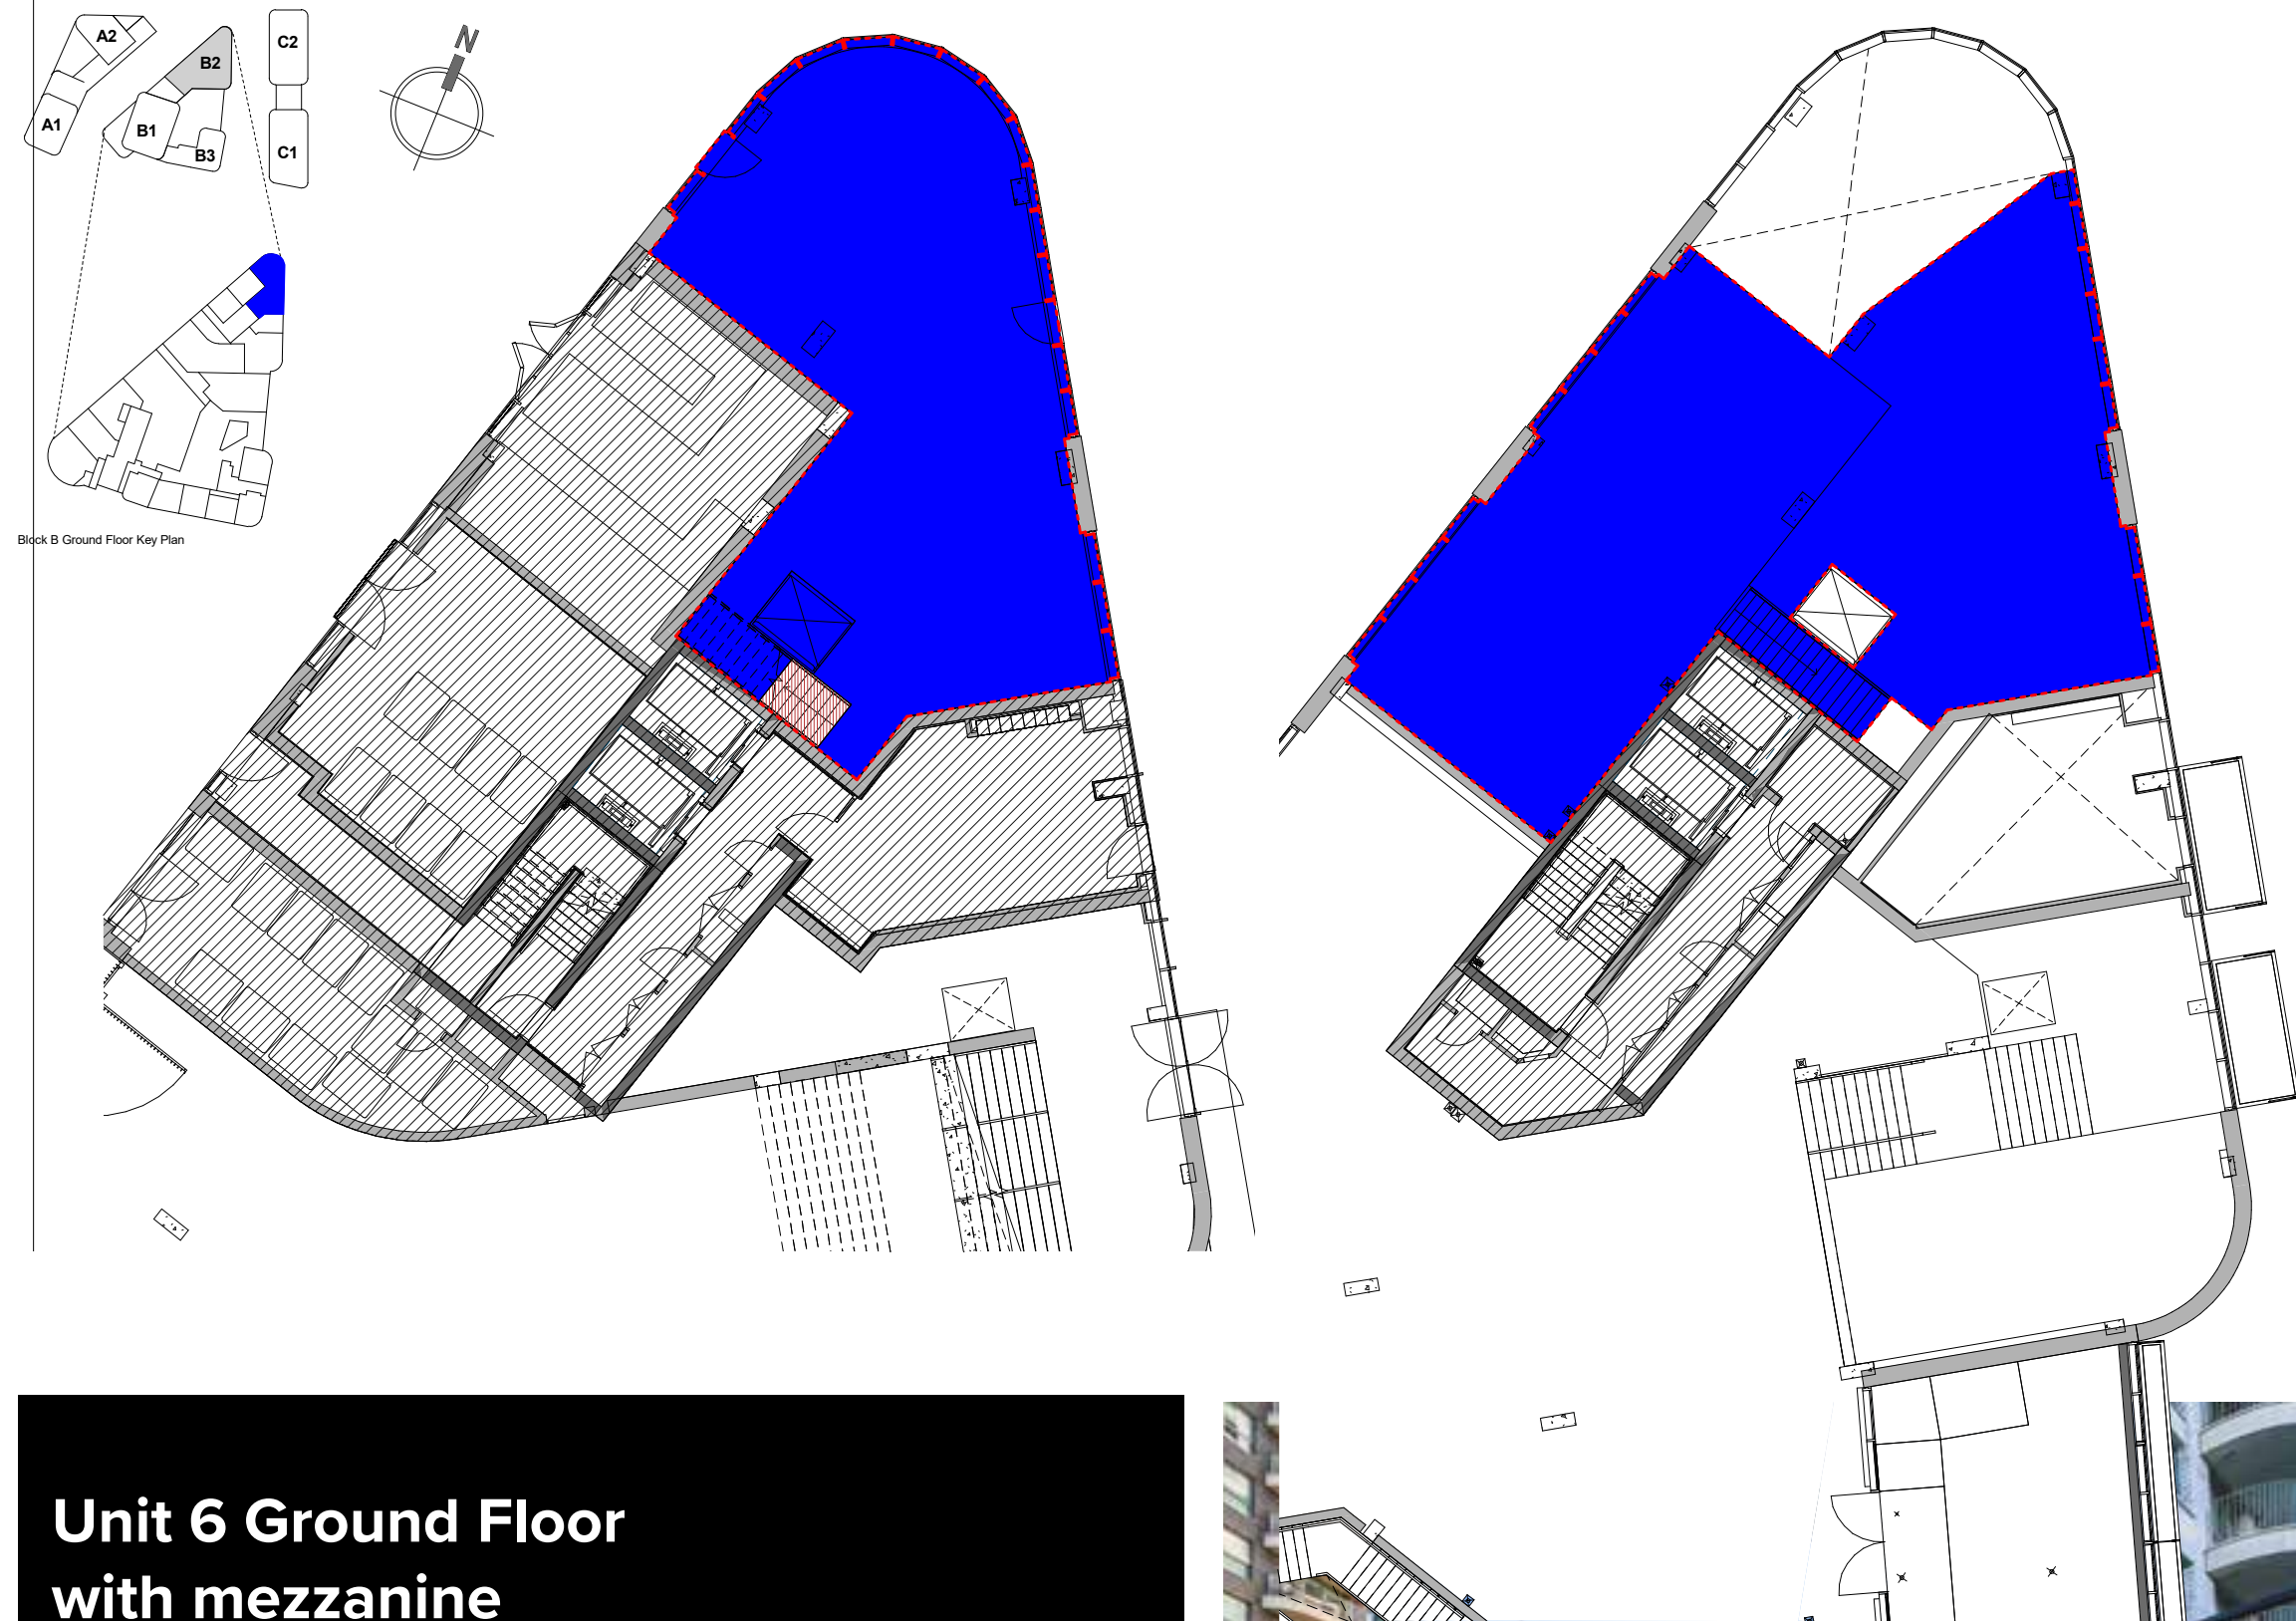 A2
B2
C2
N
A1
B1
B3
C1
Block B Ground Floor Key Plan
Unit 6 Ground Floor
with mezzanine